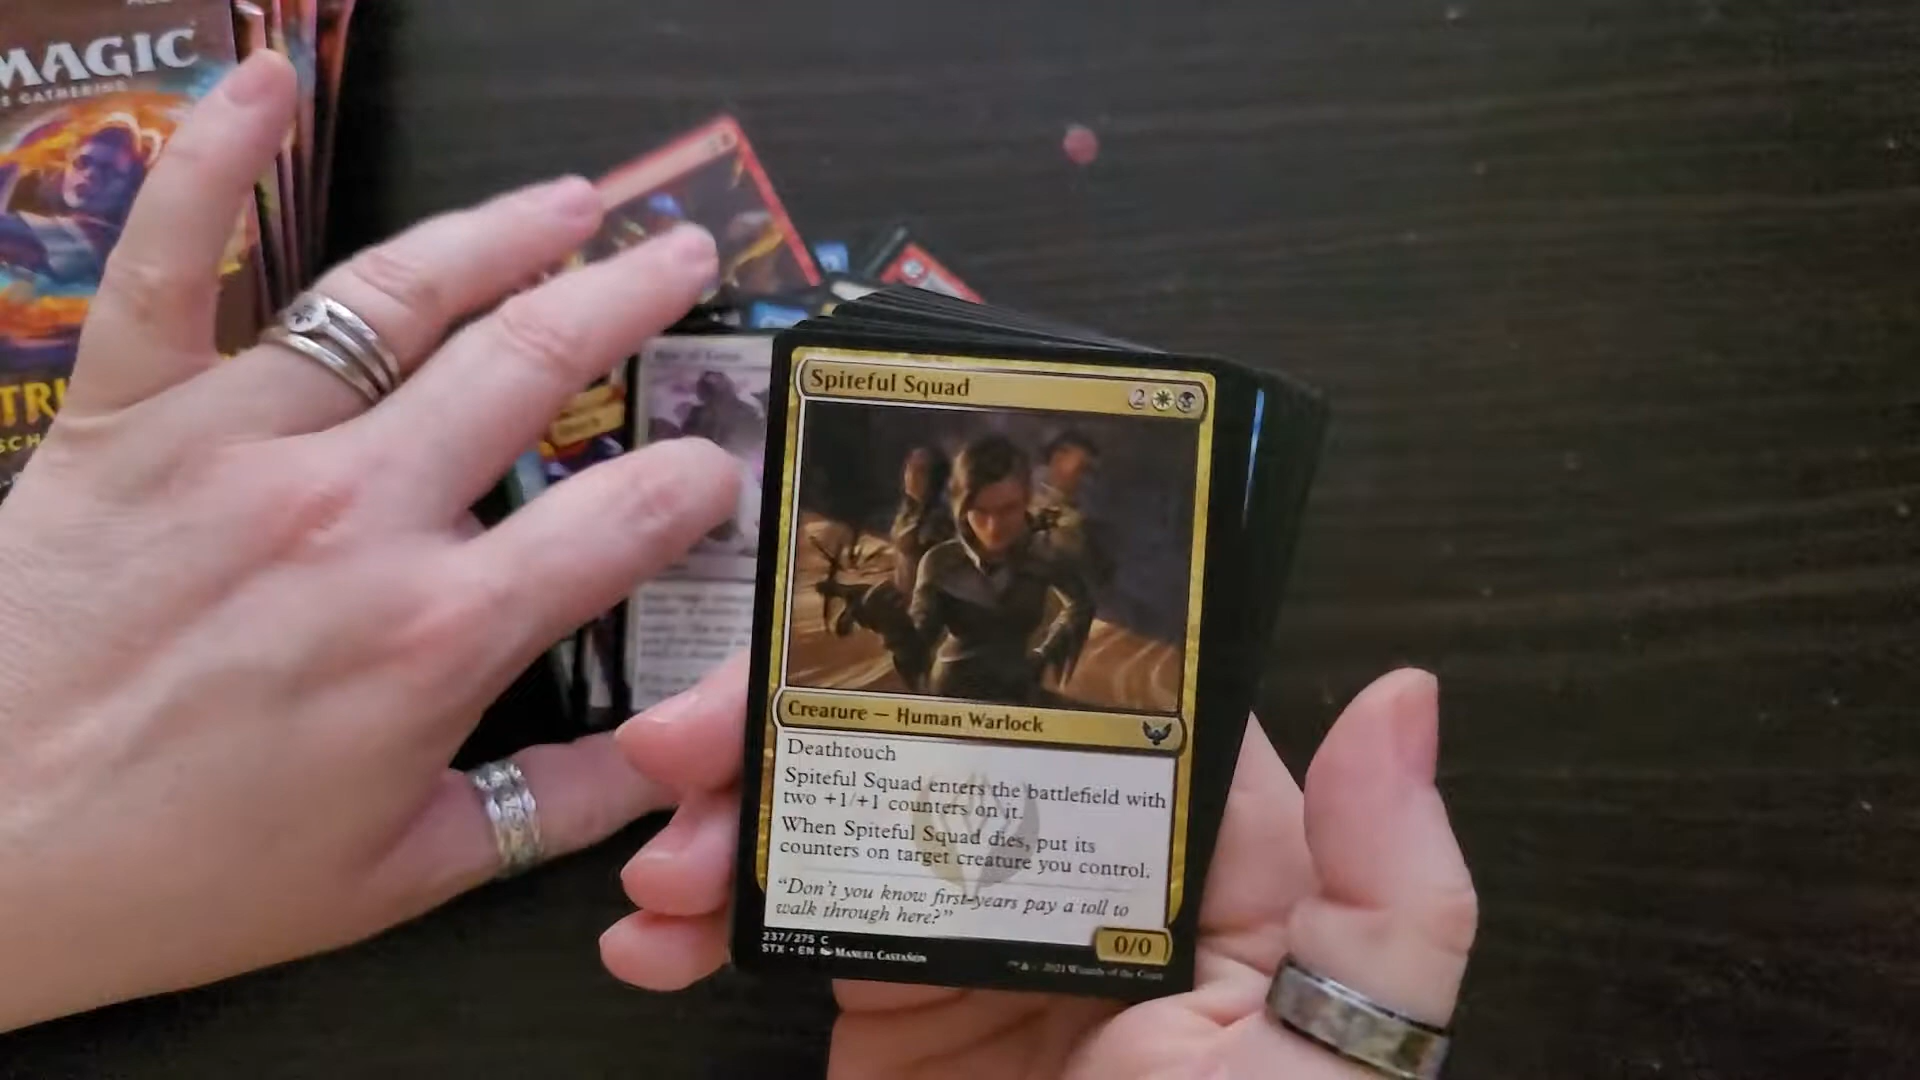 MAGIC
GATHERING
Spiteful Squad
2
Creature — Human Warlock
Deathtouch
Spiteful Squad enters the battlefield with
two +1/+1 counters on it.
When Spiteful Squad dies, put its
counters on target creature you control.
“Don’t you know first-years pay a toll to
walk through here?”
0/0
237/275 C
STX • EN MANUEL CASTAÑÓN
™ & © 2021 Wizards of the Coast